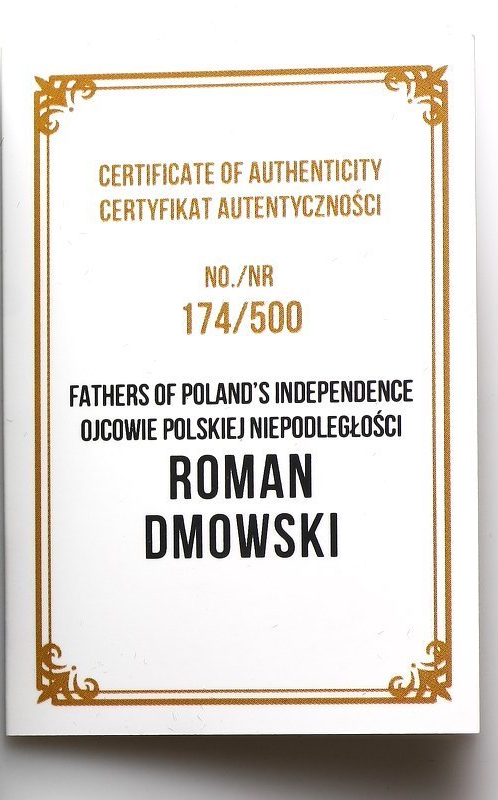 CERTIFICATE OF AUTHENTICITY
CERTYFIKAT AUTENTYCZNOŚCI
NO./NR
174/500
FATHERS OF POLAND'S INDEPENDENCE
OJCOWIE POLSKIEJ NIEPODLEGŁOŚCI
ROMAN
DMOWSKI